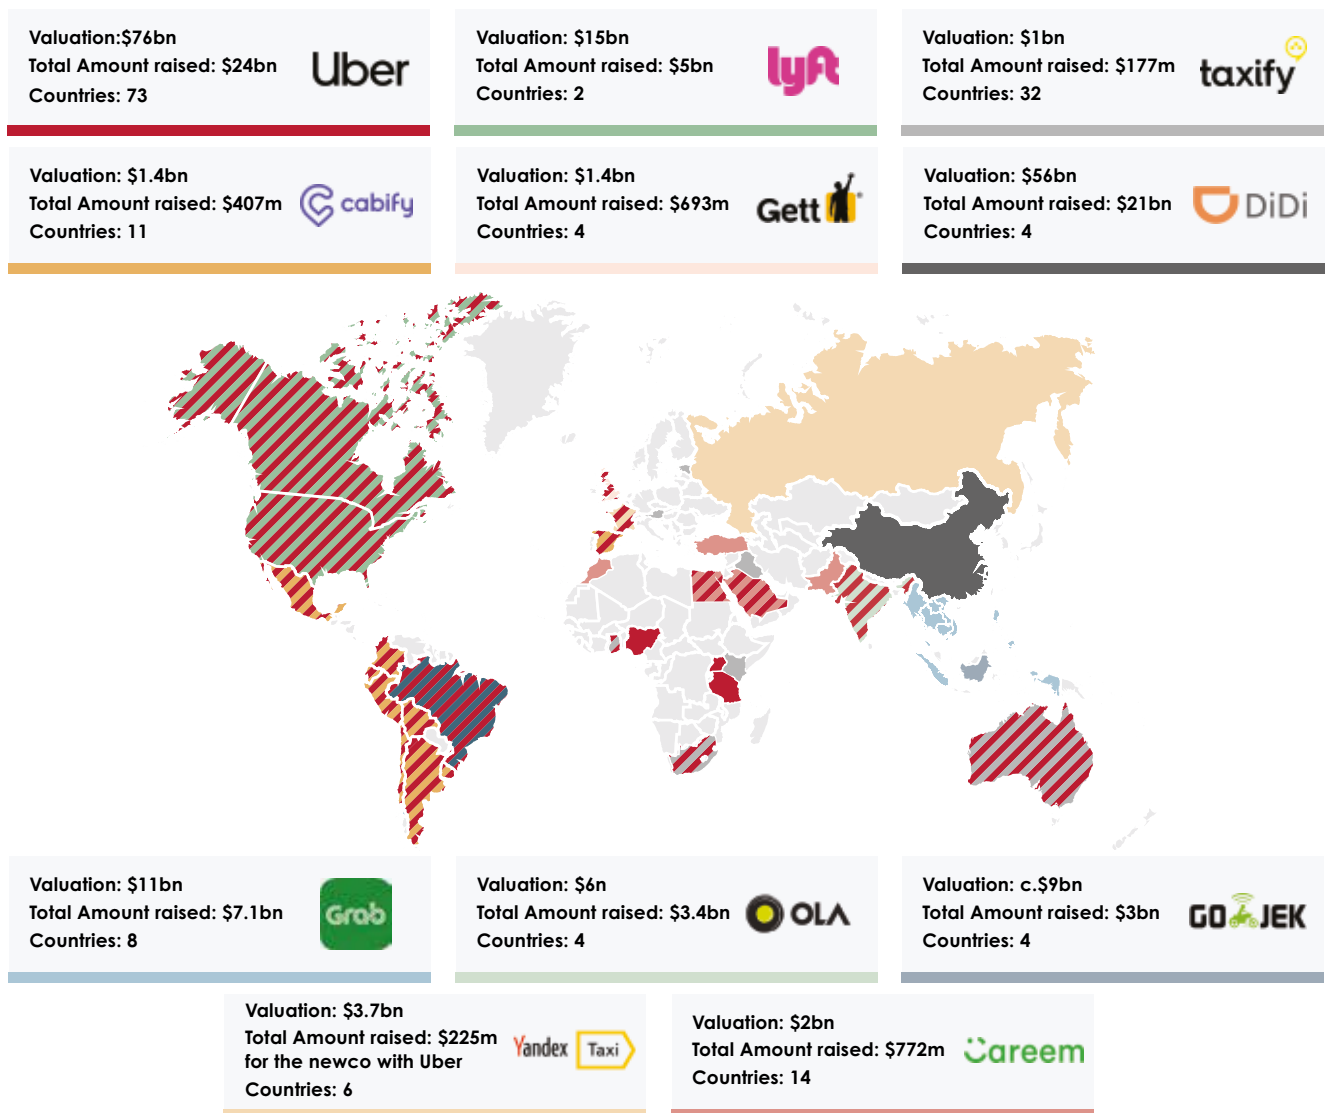 Valuation:$76bn
Total Amount raised: $24bn
Countries: 73
Uber
Valuation: $15bn
Total Amount raised: $5bn
Countries: 2
lyft
Valuation: $1bn
Total Amount raised: $177m
Countries: 32
taxify
Valuation: $1.4bn
Total Amount raised: $407m
Countries: 11
cabify
Valuation: $1.4bn
Total Amount raised: $693m
Countries: 4
Gett
Valuation: $56bn
Total Amount raised: $21bn
Countries: 4
DiDi
Valuation: $11bn
Total Amount raised: $7.1bn
Countries: 8
Grab
Valuation: $6n
Total Amount raised: $3.4bn
Countries: 4
OLA
Valuation: c.$9bn
Total Amount raised: $3bn
Countries: 4
GO JEK
Valuation: $3.7bn
Total Amount raised: $225m
for the newco with Uber
Countries: 6
Yandex Taxi
Valuation: $2bn
Total Amount raised: $772m
Countries: 14
Careem